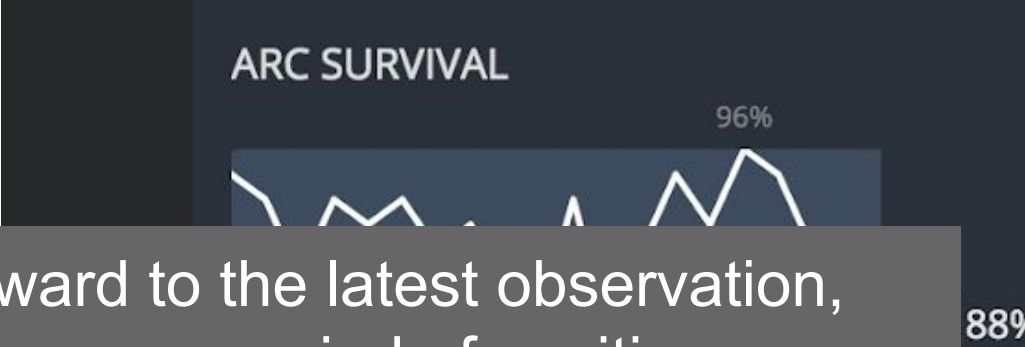 ARC SURVIVAL
96%
ward to the latest observation,
88%